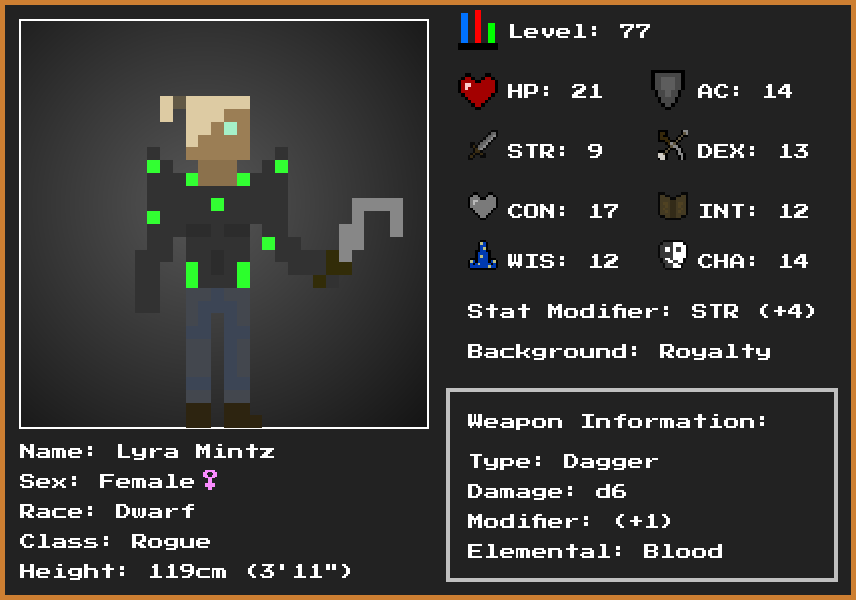 Level: 77
HP: 21
AC: 14
STR: 9
DEX: 13
CON: 17
INT: 12
WIS: 12
CHA: 14
Stat Modifier: STR (+4)
Background: Royalty
Weapon Information:
Type: Dagger
Damage: d6
Modifier: (+1)
Elemental: Blood
Name: Lyra Mintz
Sex: Female♀
Race: Dwarf
Class: Rogue
Height: 119cm (3'11")